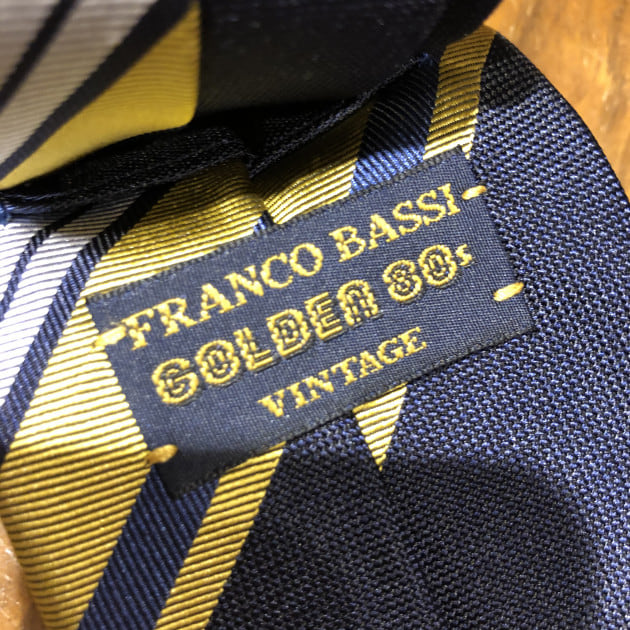 FRANCO BASSI
GOLDEN 80s
VINTAGE